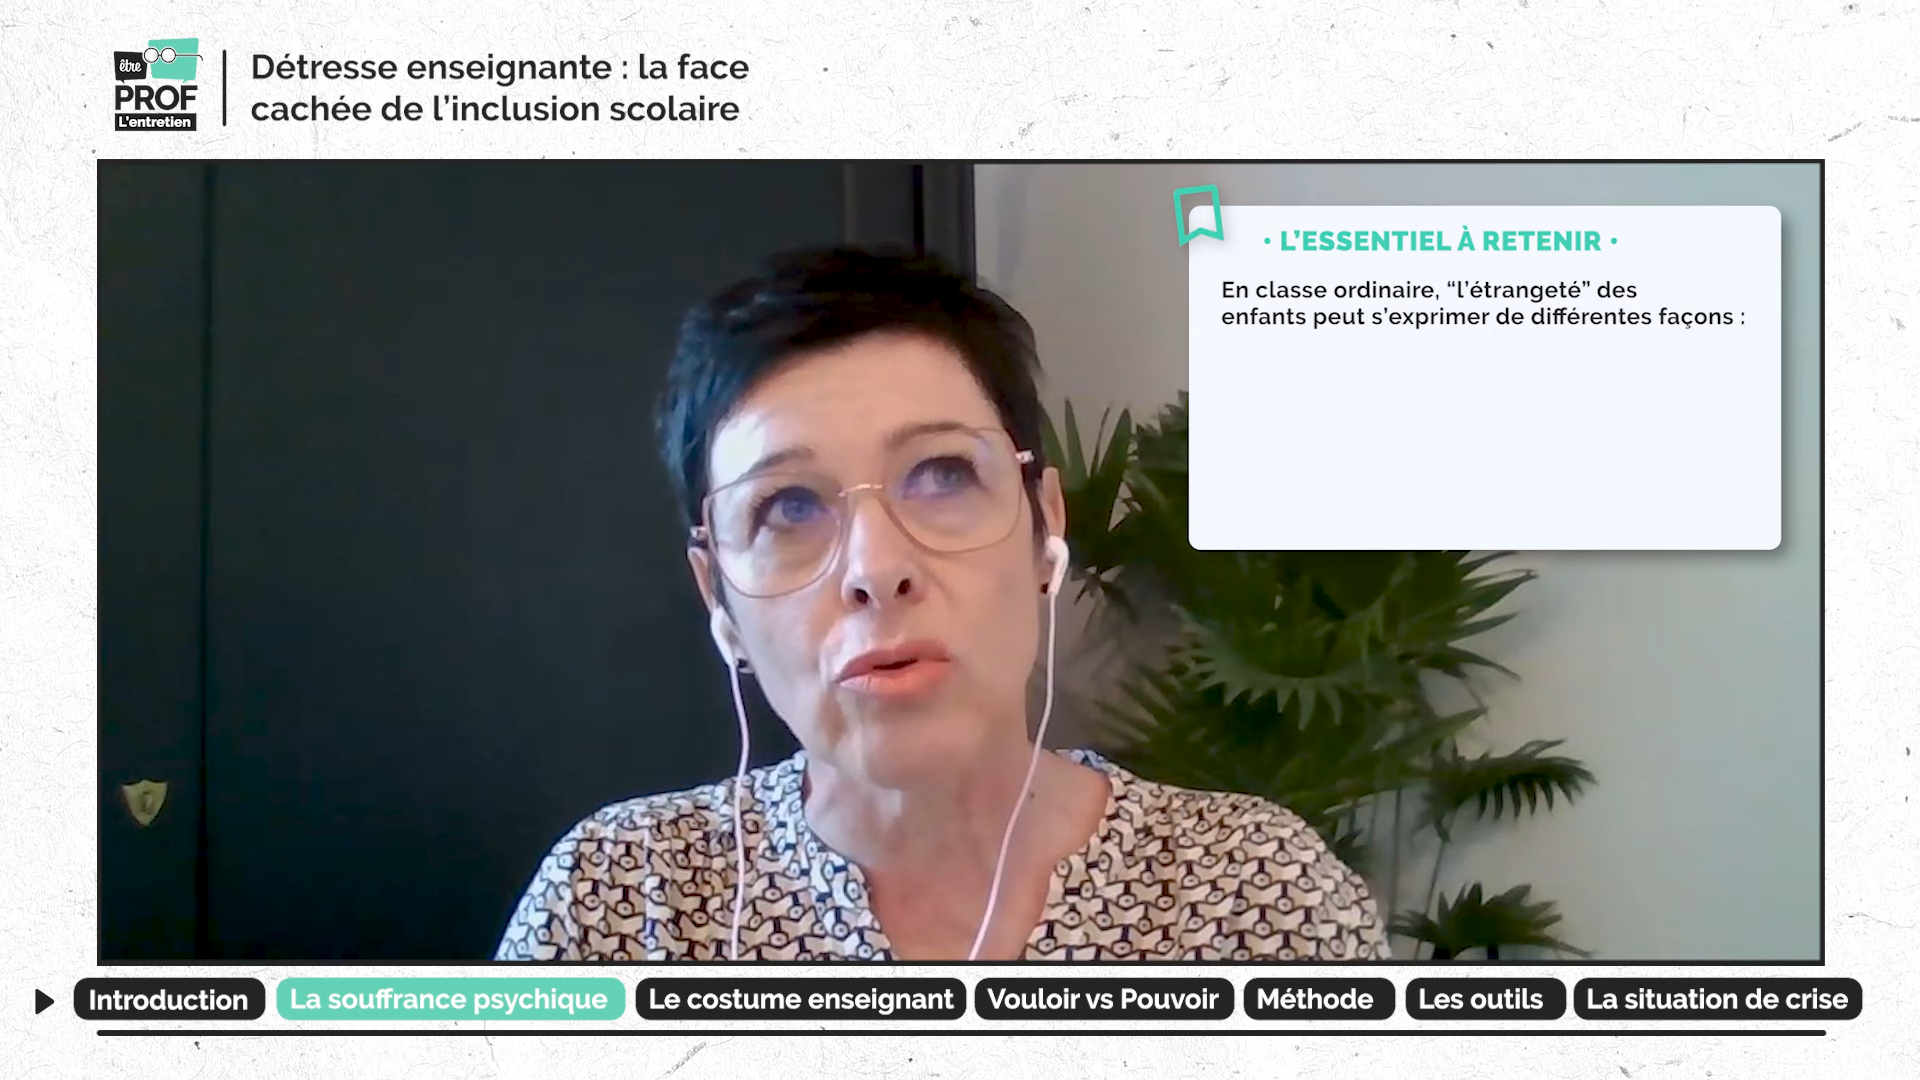 être
PROF
L'entretien
Détresse enseignante : la face
cachée de l’inclusion scolaire
• L’ESSENTIEL À RETENIR •
En classe ordinaire, “l’étrangeté” des
enfants peut s’exprimer de différentes façons :
Introduction
La souffrance psychique
Le costume enseignant
Vouloir vs Pouvoir
Méthode
Les outils
La situation de crise